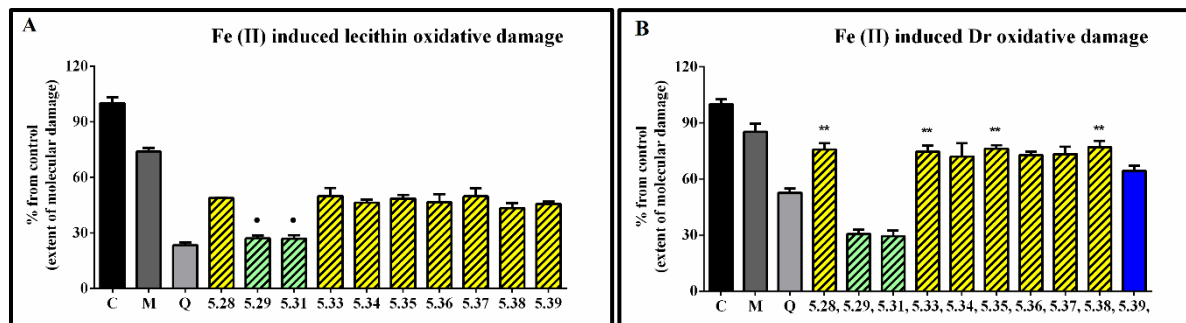 A
Fe (II) induced lecithin oxidative damage
% from control
(extent of molecular damage)
120
90
60
30
0
C M Q 5.28 5.29 5.31 5.33 5.34 5.35 5.36 5.37 5.38 5.39
B
Fe (II) induced Dr oxidative damage
% from control
(extent of molecular damage)
120
90
60
30
0
** ** ** **
C M Q 5.28, 5.29, 5.31, 5.33, 5.34, 5.35, 5.36, 5.37, 5.38, 5.39,